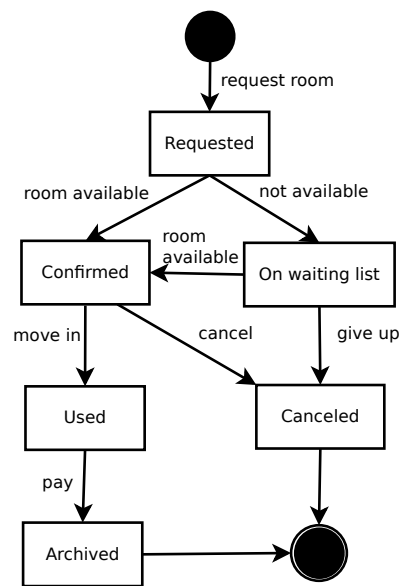 request room
Requested
room available
not available
room
available
Confirmed
On waiting list
move in
cancel
give up
Used
Canceled
pay
Archived